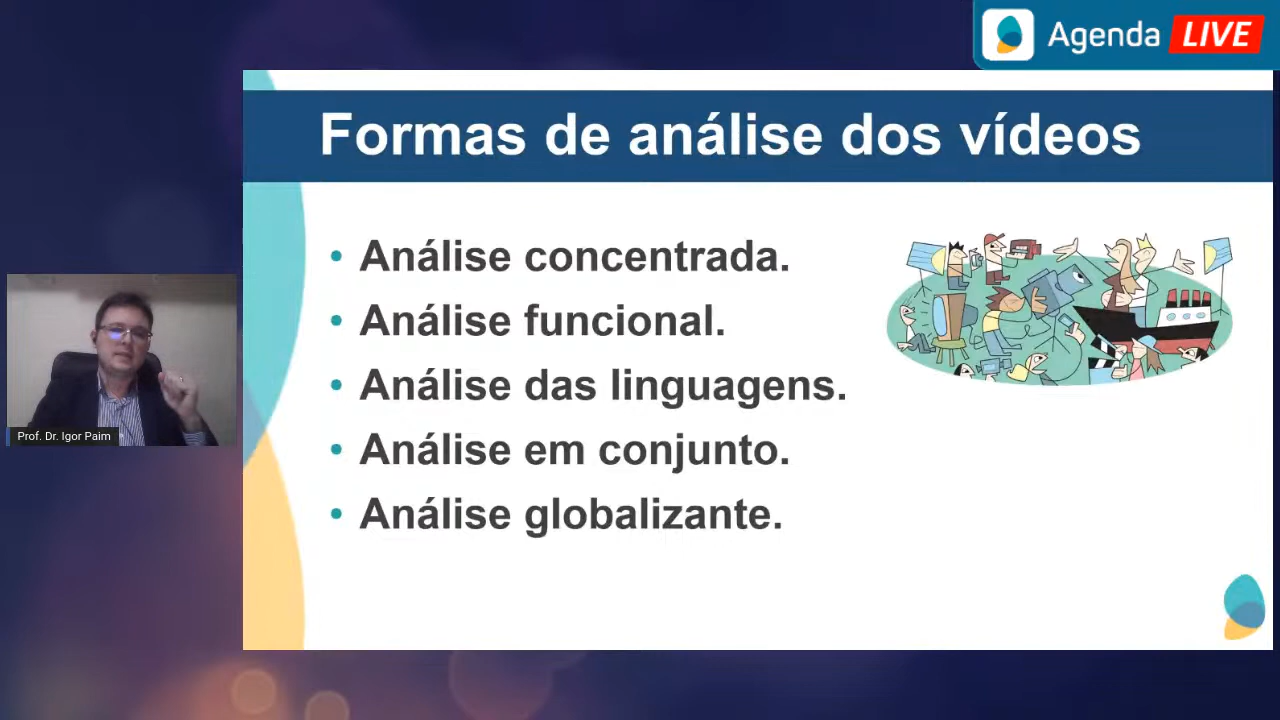 Agenda LIVE
Formas de análise dos vídeos
• Análise concentrada.
• Análise funcional.
• Análise das linguagens.
• Análise em conjunto.
• Análise globalizante.
Prof. Dr. Igor Paim